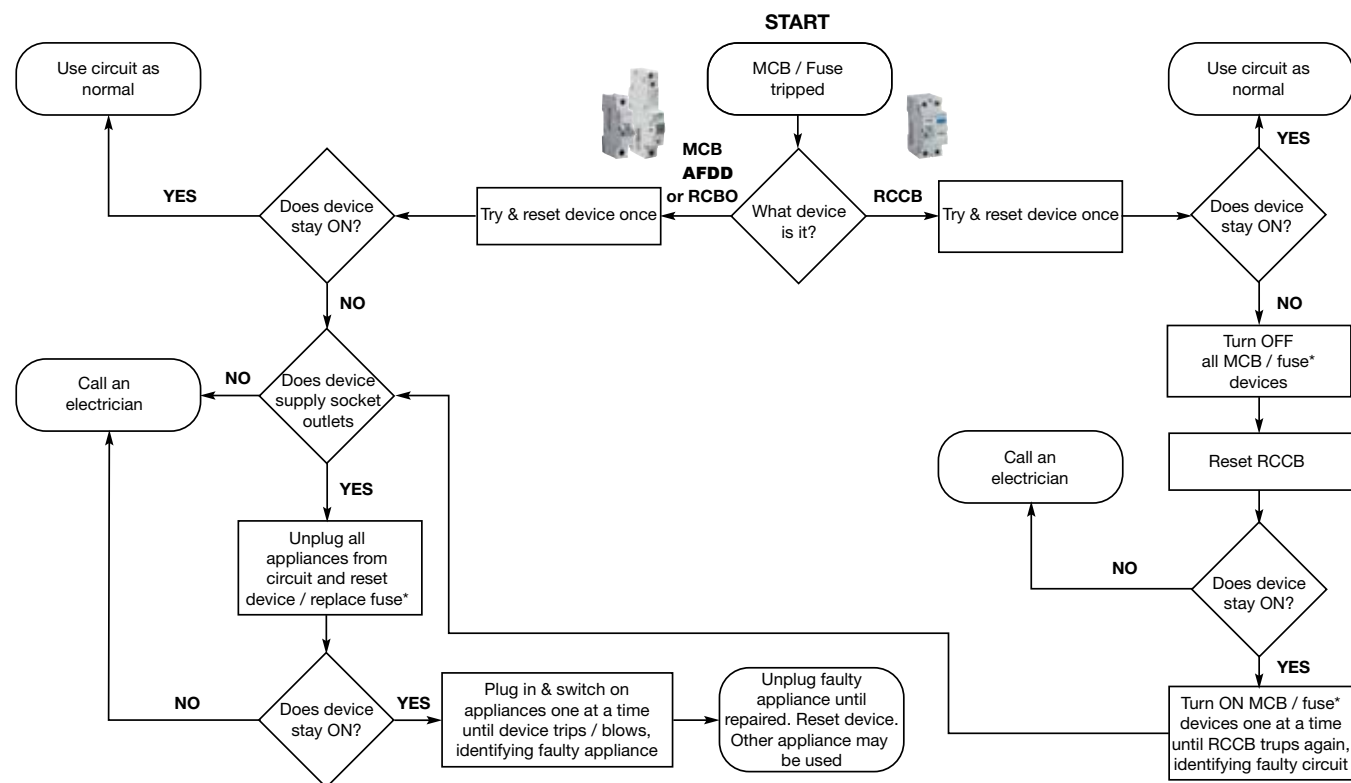 START
MCB / Fuse
tripped
Use circuit as
normal
Use circuit as
normal
MCB
AFDD
or RCBO
RCCB
What device
is it?
Try & reset device once
Try & reset device once
YES
Does device
stay ON?
NO
YES
Does device
stay ON?
NO
Call an
electrician
NO
Does device
supply socket
outlets
YES
Turn OFF
all MCB / fuse*
devices
Reset RCCB
Call an
electrician
NO
Does device
stay ON?
YES
Unplug all
appliances from
circuit and reset
device / replace fuse*
NO
Does device
stay ON?
YES
Plug in & switch on
appliances one at a time
until device trips / blows,
identifying faulty appliance
Unplug faulty
appliance until
repaired. Reset device.
Other appliance may
be used
Turn ON MCB / fuse*
devices one at a time
until RCCB trups again,
identifying faulty circuit